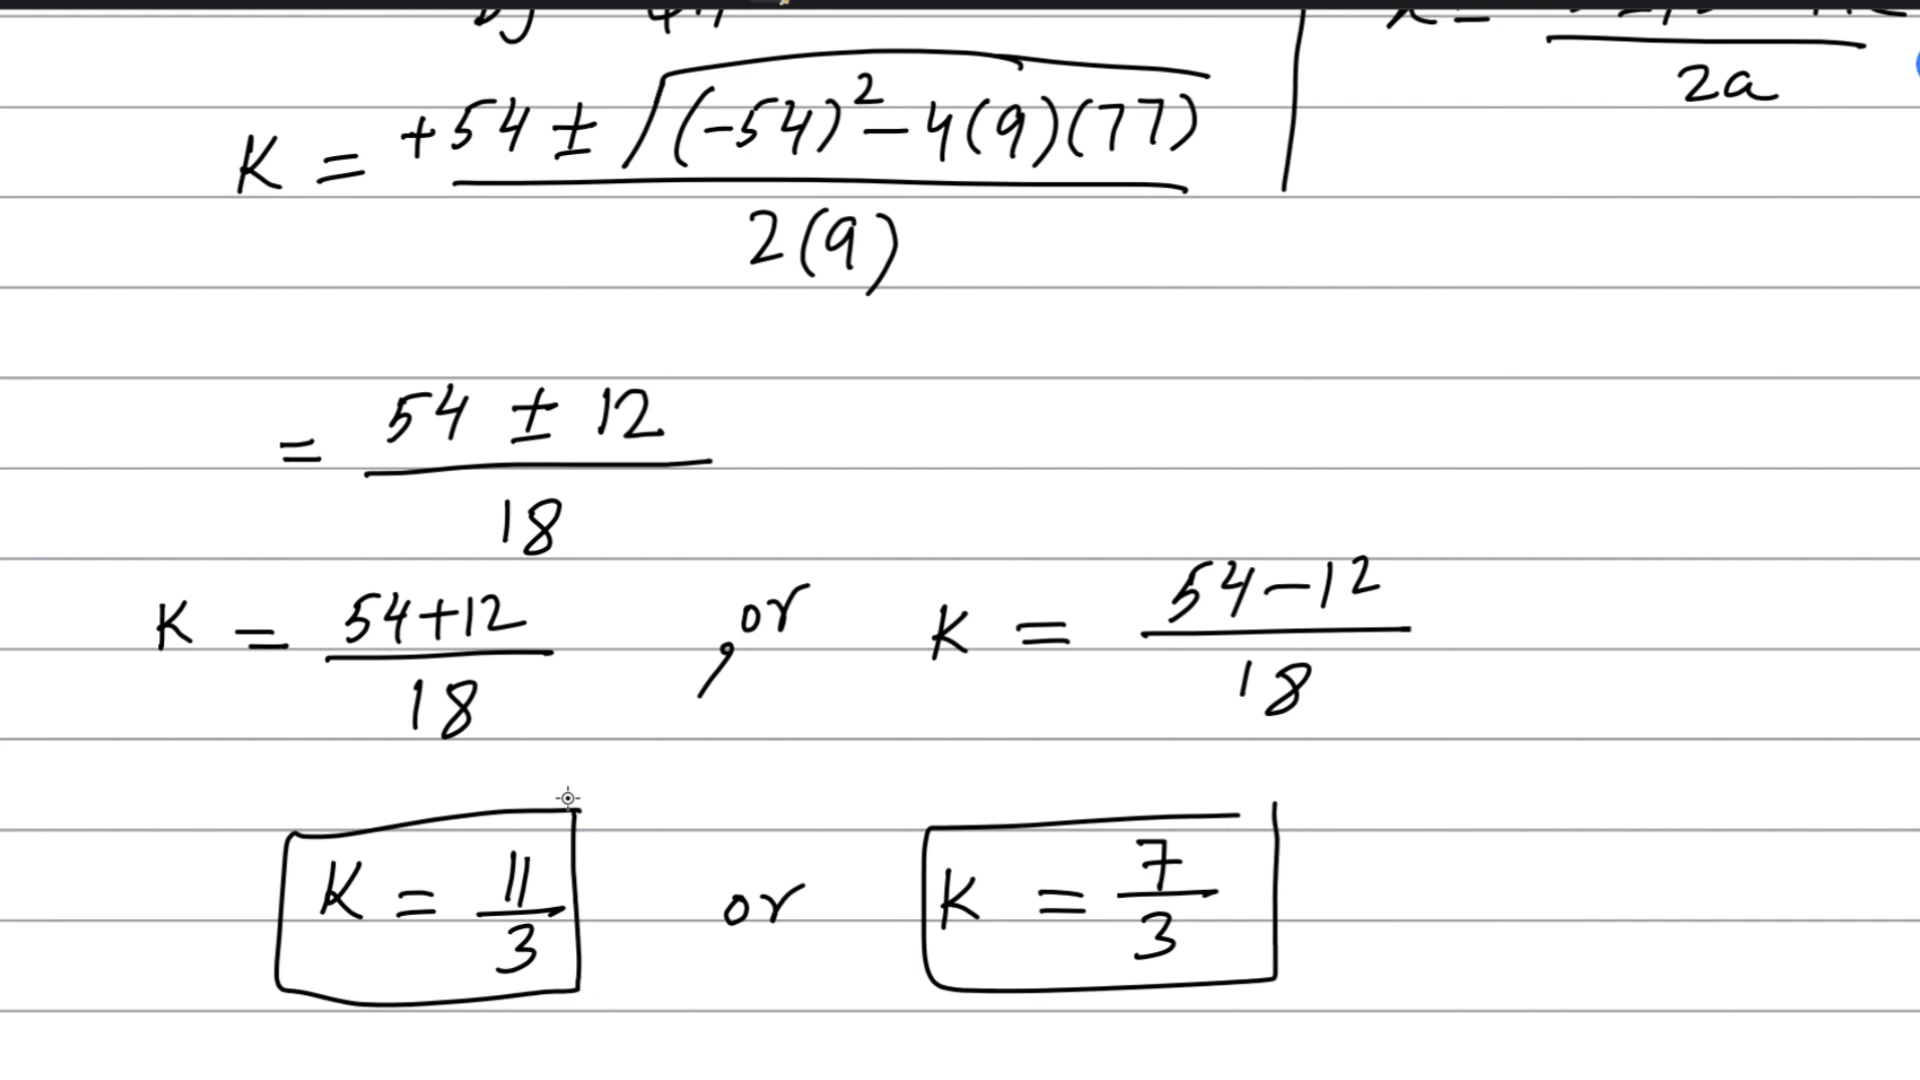 2a
K = +54 ± √(-54)² - 4(9)(77)
2(9)
= 54 ± 12
18
K = 54+12 , or K = 54-12
18 18
K = 11 or K = 7
3 3